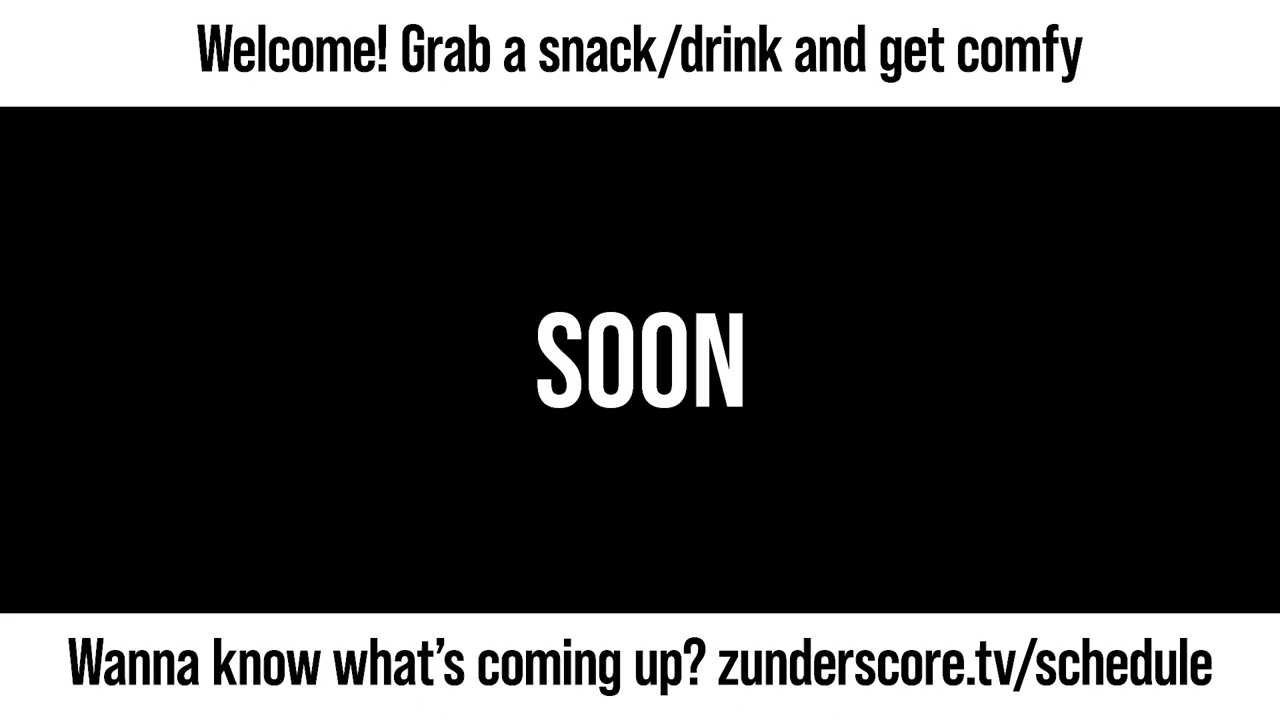 Welcome! Grab a snack/drink and get comfy
SOON
Wanna know what’s coming up? zunderscore.tv/schedule